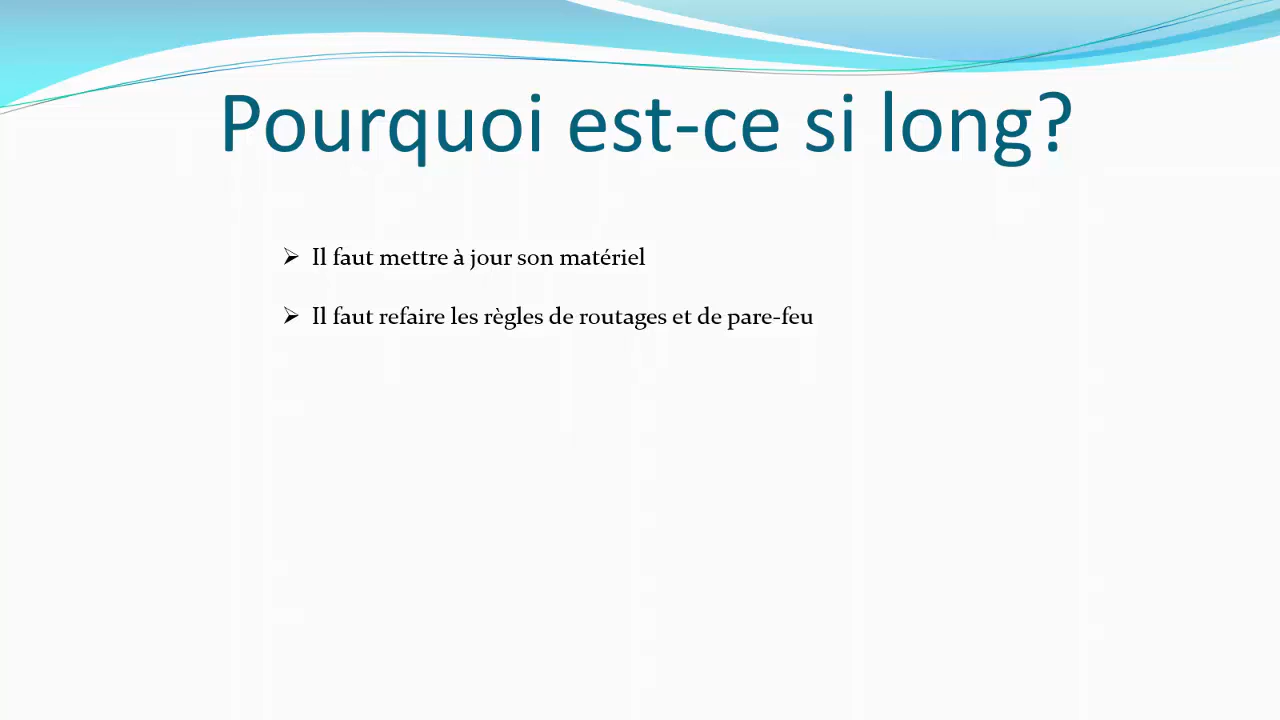 Pourquoi est-ce si long?
Il faut mettre à jour son matériel
Il faut refaire les règles de routages et de pare-feu